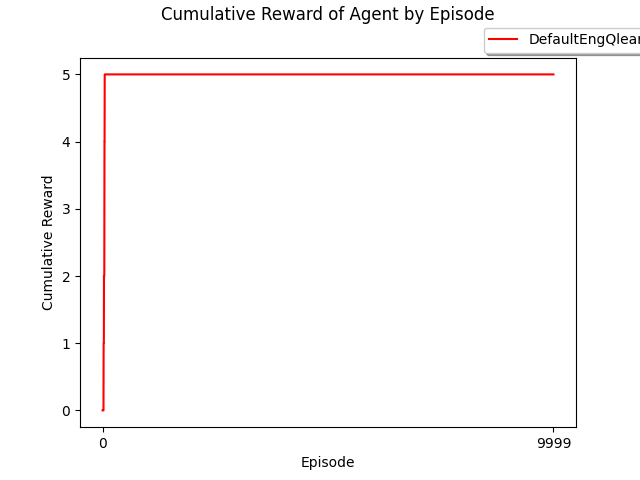 Cumulative Reward of Agent by Episode
DefaultEngQlear
5
4
3
2
1
0
Cumulative Reward
0
9999
Episode